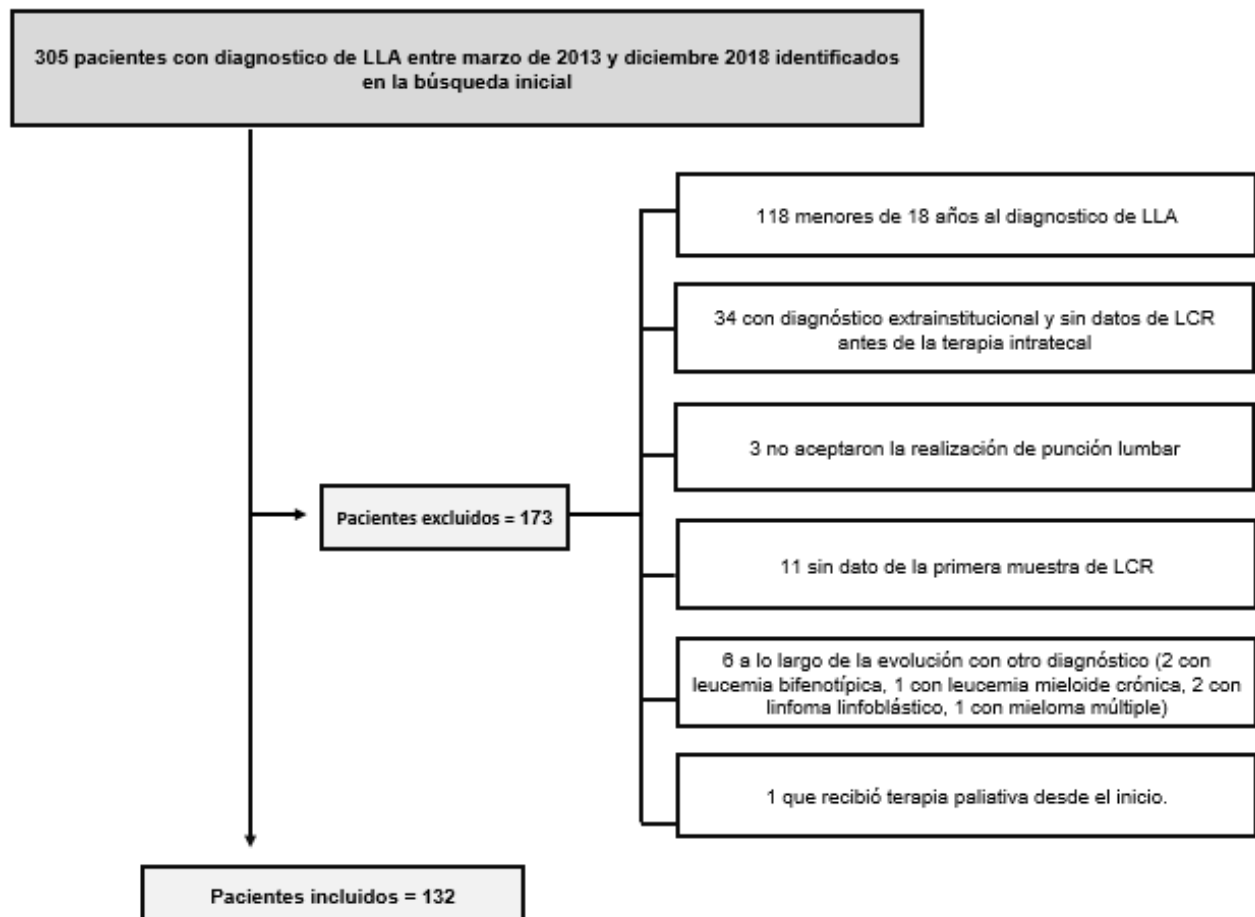 305 pacientes con diagnostico de LLA entre marzo de 2013 y diciembre 2018 identificados
en la búsqueda inicial
118 menores de 18 años al diagnostico de LLA
34 con diagnóstico extrainstitucional y sin datos de LCR
antes de la terapia intratecal
3 no aceptaron la realización de punción lumbar
Pacientes excluidos = 173
11 sin dato de la primera muestra de LCR
6 a lo largo de la evolución con otro diagnóstico (2 con
leucemia bifenotípica, 1 con leucemia mieloide crónica, 2 con
linfoma linfoblástico, 1 con mieloma múltiple)
1 que recibió terapia paliativa desde el inicio.
Pacientes incluidos = 132